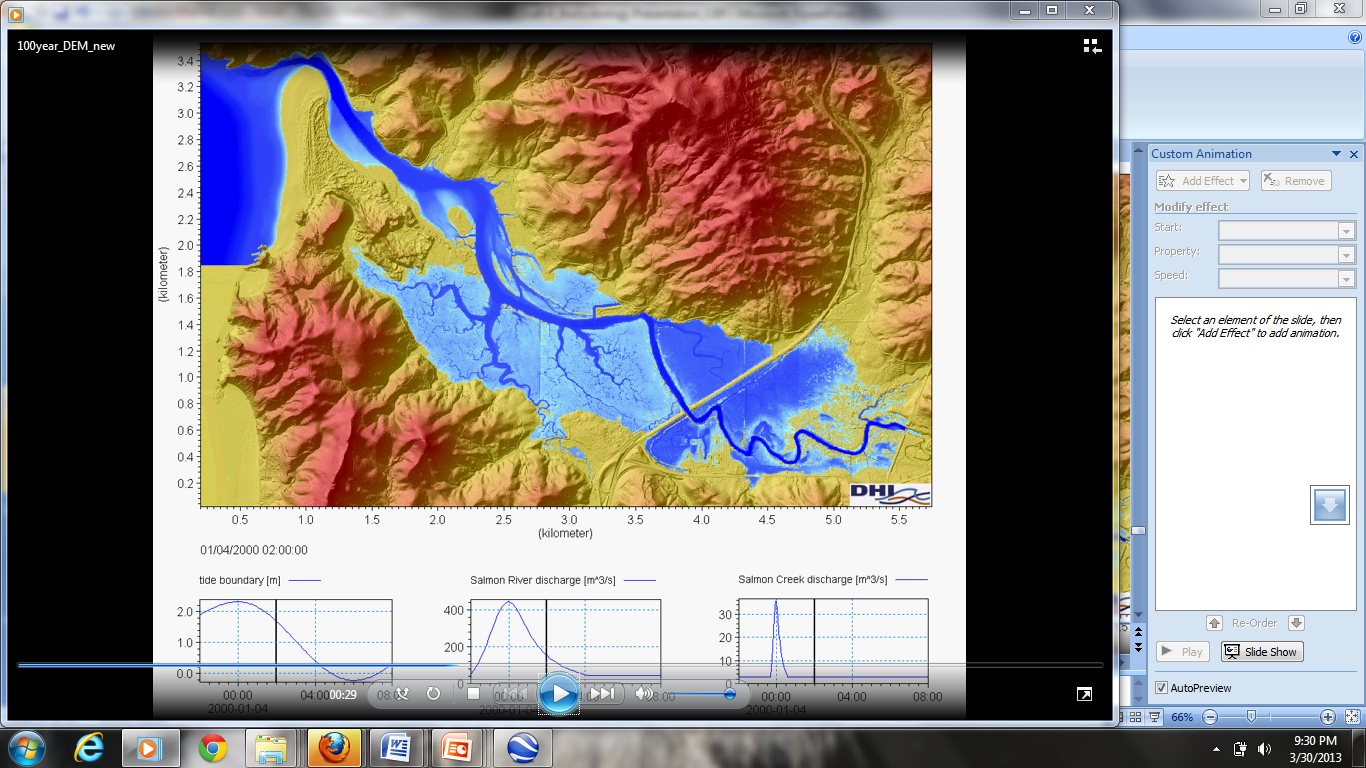 100year_DEM_new
3.4
3.2
3.0
2.8
2.6
2.4
2.2
2.0
1.8
1.6
1.4
1.2
1.0
0.8
0.6
0.4
0.2
(kilometer)
0.5 1.0 1.5 2.0 2.5 3.0 3.5 4.0 4.5 5.0 5.5
(kilometer)
DHI
01/04/2000 02:00:00
tide boundary [m]
2.0
1.0
0.0
00:00 04:00 08:
2000-01-04
Salmon River discharge [m^3/s]
400
200
0
08:00
2000-01-04
Salmon Creek discharge [m^3/s]
30
20
10
0
00:00 04:00 08:00
2000-01-04
00:29
Custom Animation
Add Effect Remove
Modify effect
Start:
Property:
Speed:
Select an element of the slide, then
click "Add Effect" to add animation.
Re-Order
Play Slide Show
AutoPreview
66%
9:30 PM
3/30/2013